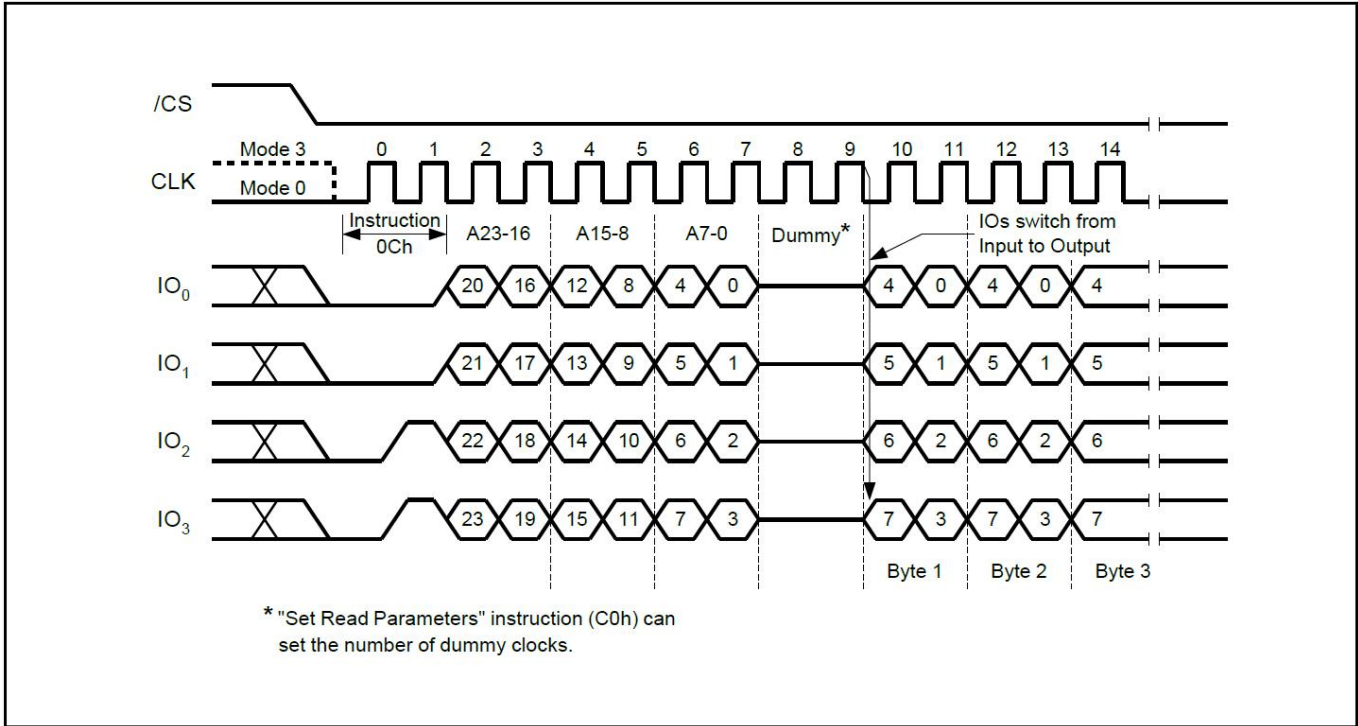 /CS
Mode 3 0 1 2 3 4 5 6 7 8 9 10 11 12 13 14
CLK
Mode 0
Instruction
0Ch
A23-16 A15-8 A7-0 Dummy*
IOs switch from
Input to Output
IO0 20 16 12 8 4 0 4 0 4 0 4
IO1 21 17 13 9 5 1 5 1 5 1 5
IO2 22 18 14 10 6 2 6 2 6 2 6
IO3 23 19 15 11 7 3 7 3 7 3 7
Byte 1 Byte 2 Byte 3
* "Set Read Parameters" instruction (C0h) can
set the number of dummy clocks.